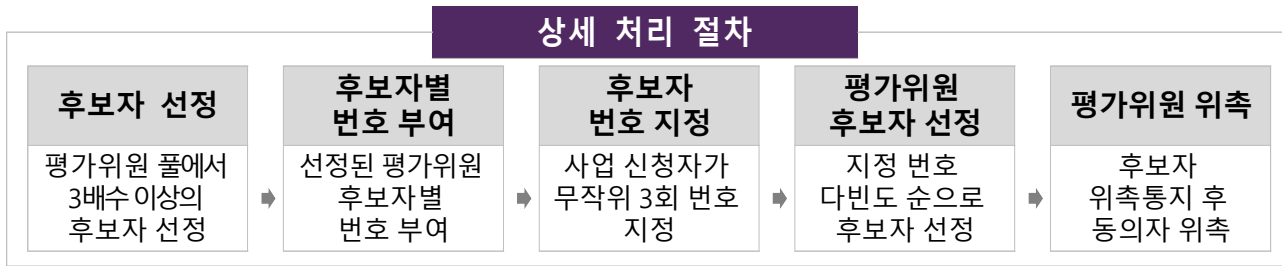 상세 처리 절차
후보자 선정
평가위원 풀에서
3배수 이상의
후보자 선정
후보자별
번호 부여
선정된 평가위원
후보자별
번호 부여
후보자
번호 지정
사업 신청자가
무작위 3회 번호
지정
평가위원
후보자 선정
지정 번호
다빈도 순으로
후보자 선정
평가위원 위촉
후보자
위촉통지 후
동의자 위촉